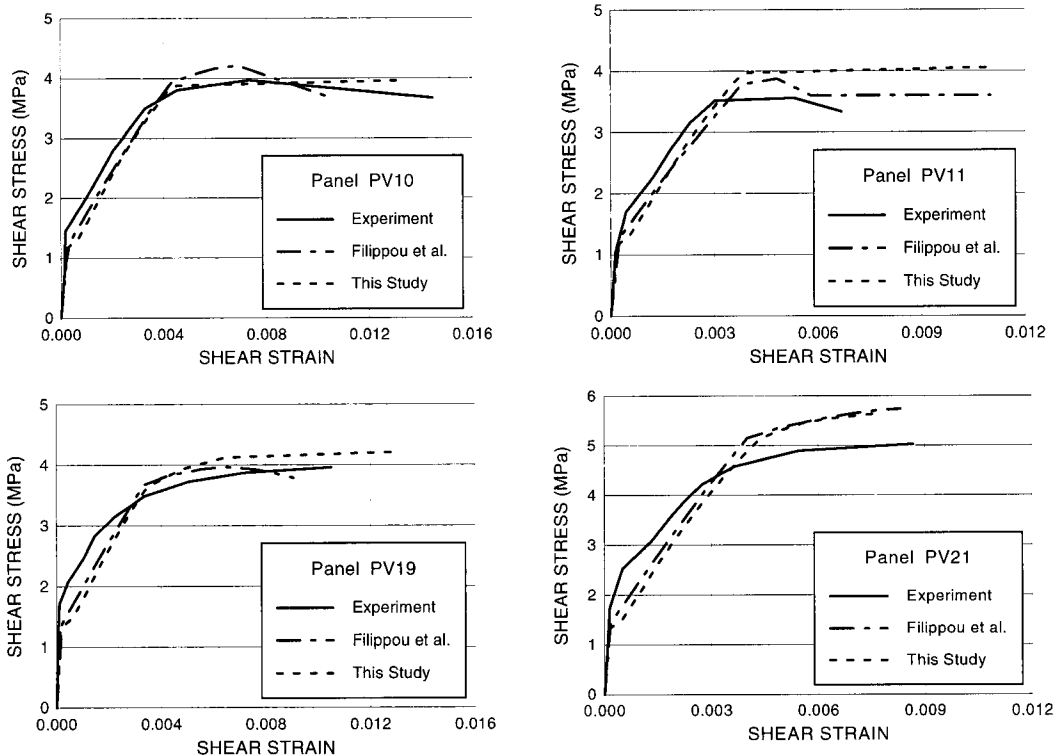 5
4
3
2
1
0
SHEAR STRESS (MPa)
Panel PV10
Experiment
Filippou et al.
This Study
0.000
0.004
0.008
0.012
0.016
SHEAR STRAIN
5
4
3
2
1
0
SHEAR STRESS (MPa)
Panel PV11
Experiment
Filippou et al.
This Study
0.000
0.003
0.006
0.009
0.012
SHEAR STRAIN
5
4
3
2
1
0
SHEAR STRESS (MPa)
Panel PV19
Experiment
Filippou et al.
This Study
0.000
0.004
0.008
0.012
0.016
SHEAR STRAIN
6
5
4
3
2
1
0
SHEAR STRESS (MPa)
Panel PV21
Experiment
Filippou et al.
This Study
0.000
0.003
0.006
0.009
0.012
SHEAR STRAIN